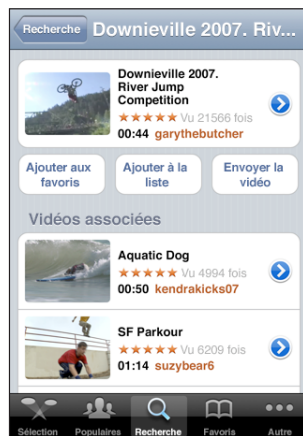 Recherche Downieville 2007. Riv...
Downieville 2007.
River Jump
Competition
★★★★★ Vu 21566 fois
00:44 garythebutcher
Ajouter aux
favoris
Ajouter à la
liste
Envoyer la
vidéo
Vidéos associées
Aquatic Dog
★★★★★ Vu 4994 fois
00:50 kendrakicks07
SF Parkour
★★★★★ Vu 6209 fois
01:14 suzybear6
Sélection Populaires Recherche Favoris Autre